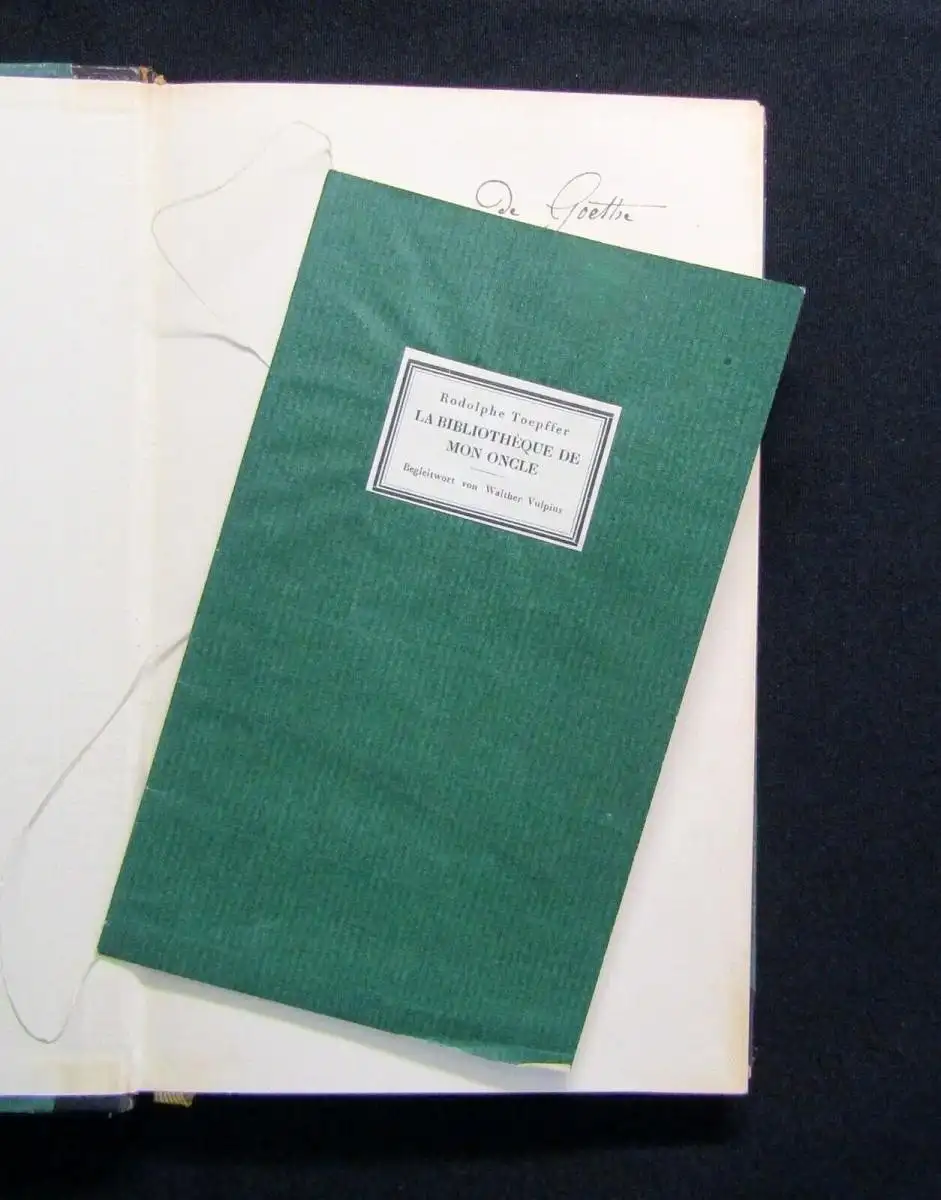 de Goethe
Rodolphe Toepffer
LA BIBLIOTHÈQUE DE
MON ONCLE
Begleitwort von Walther Vulpius